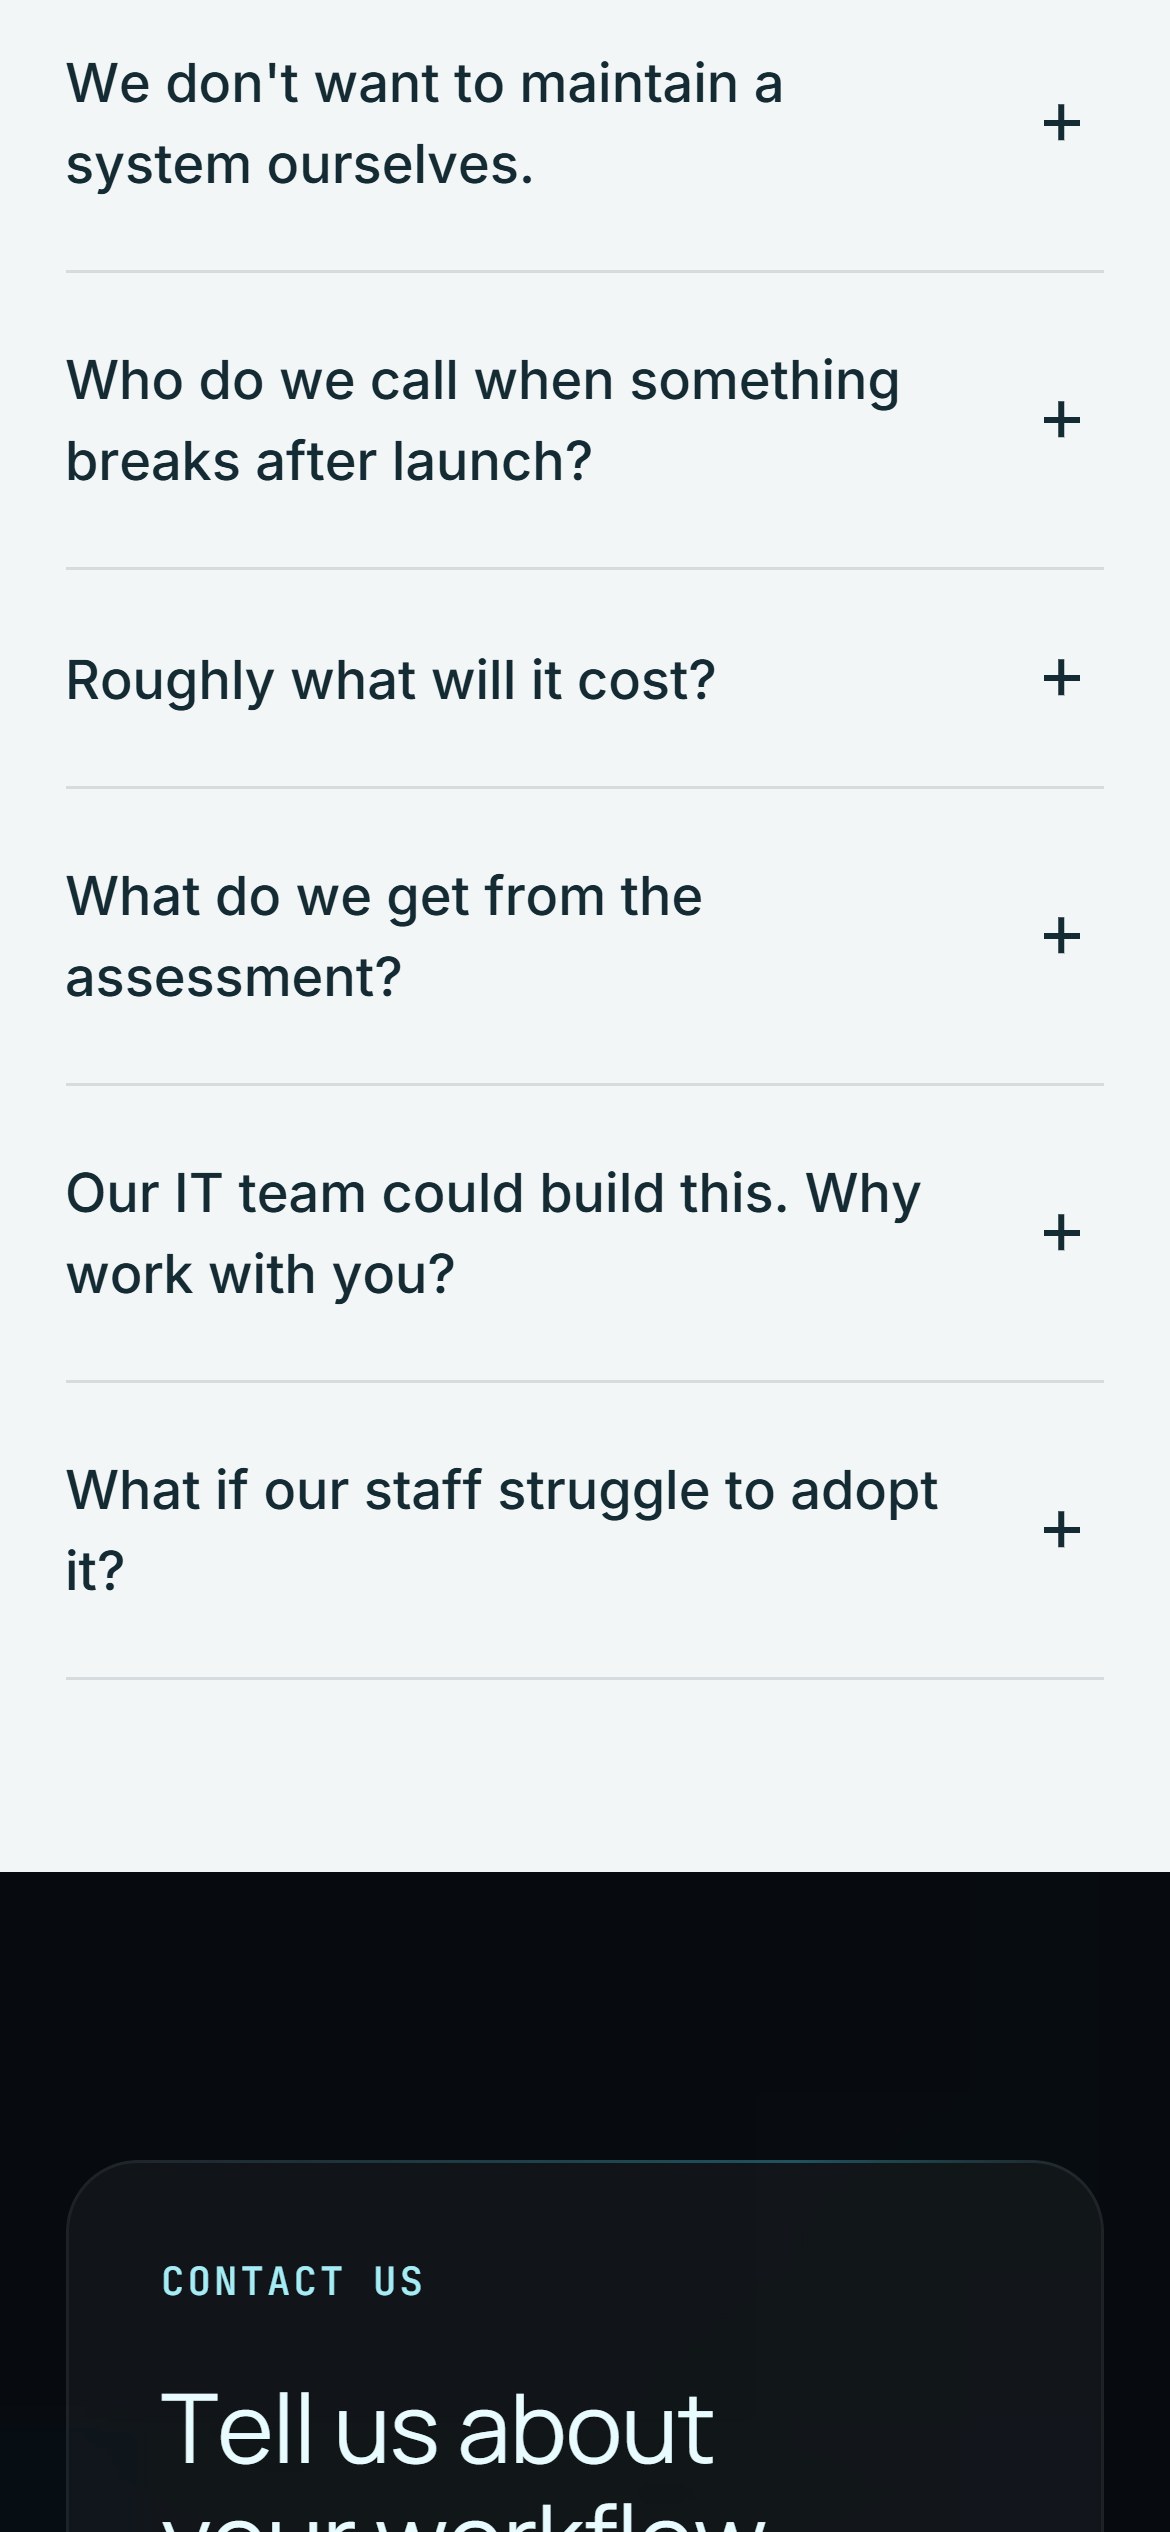 We don't want to maintain a
system ourselves.
Who do we call when something
breaks after launch?
Roughly what will it cost?
What do we get from the
assessment?
Our IT team could build this. Why
work with you?
What if our staff struggle to adopt
it?
CONTACT US
Tell us about
your workflow